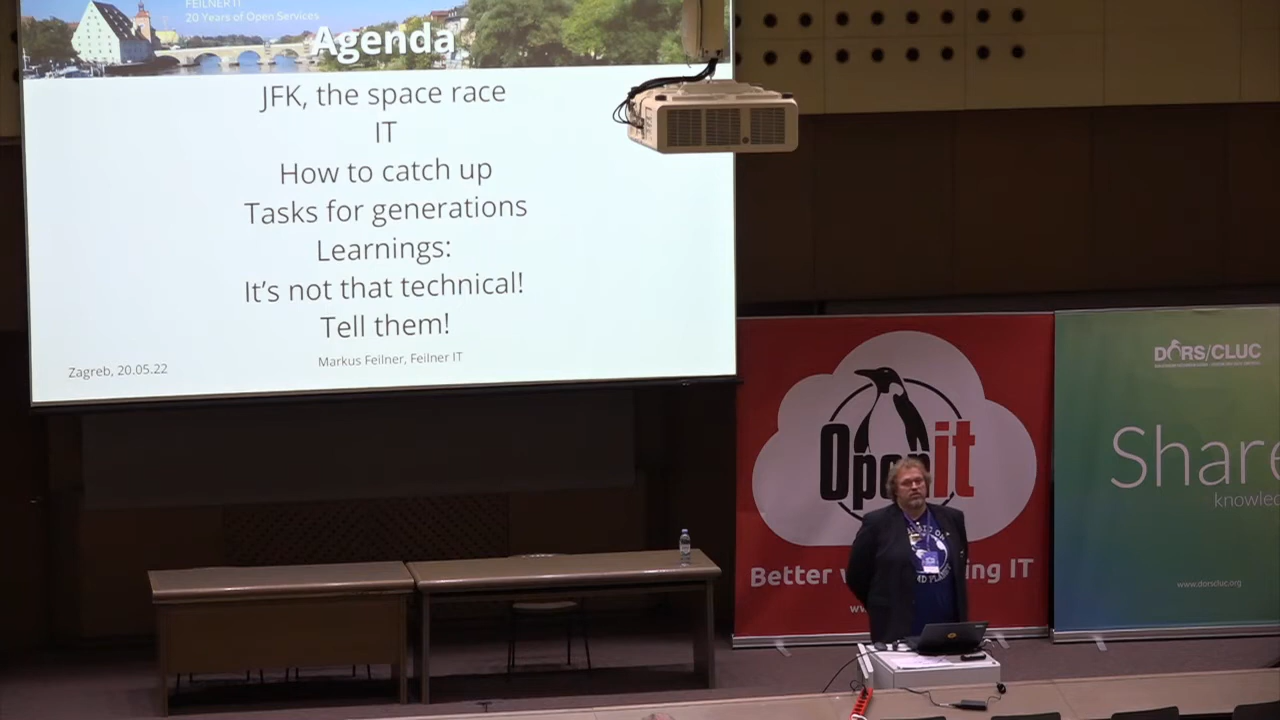 FEILNER IT
20 Years of Open Services
Agenda
JFK, the space race
IT
How to catch up
Tasks for generations
Learnings:
It's not that technical!
Tell them!
Markus Feilner, Feilner IT
Zagreb, 20.05.22
Openit
Better
ing IT
DORS/CLUC
Share
knowled
www.dorscluc.org